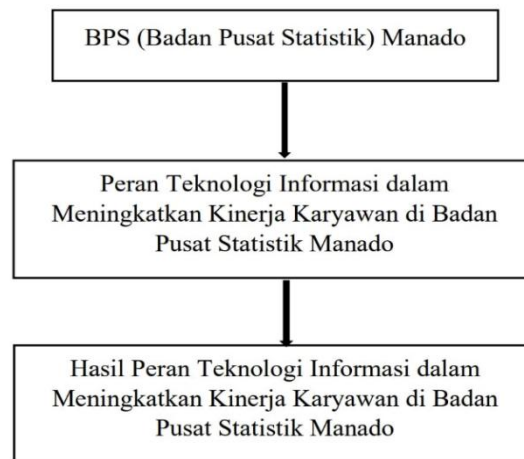 BPS (Badan Pusat Statistik) Manado
Peran Teknologi Informasi dalam
Meningkatkan Kinerja Karyawan di Badan
Pusat Statistik Manado
Hasil Peran Teknologi Informasi dalam
Meningkatkan Kinerja Karyawan di Badan
Pusat Statistik Manado